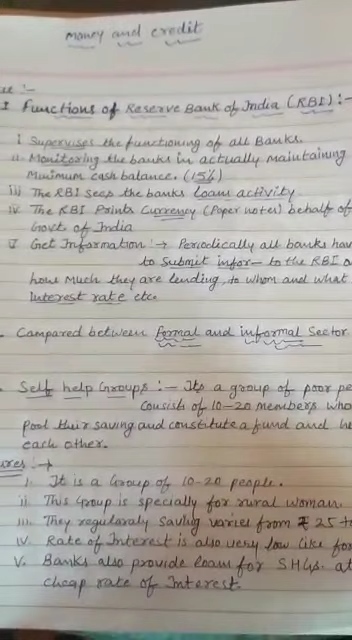 Money and credit
I Functions of Reserve Bank of India (RBI) :-
i Supervises the functioning of all Banks.
ii. Monitoring the banks in actually maintaining
Minimum cash balance. (15%)
iii) The RBI sees the banks loans activity.
iv The RBI Prints Currency (Paper notes) behalf of
Govt. of India
V Get Information :→ Periodically all banks hav
to submit infor- to the RBI o
how Much they are lending, to whom and what
Interest rate etc.
Compared between Formal and informal Sector.
Self help Groups :- Its a group of poor pe
Consists of 10-20 members who
Pool their saving and constitute a fund and he
each other.
ures :→
i. It is a Group of 10-20 people.
ii. This Group is specially for rural woman.
iii. They regularaly Saving varies from ₹ 25 to
iv. Rate of Interest is also very low like for
V. Banks also provide loans for SHGs. at
cheap rate of Interest.